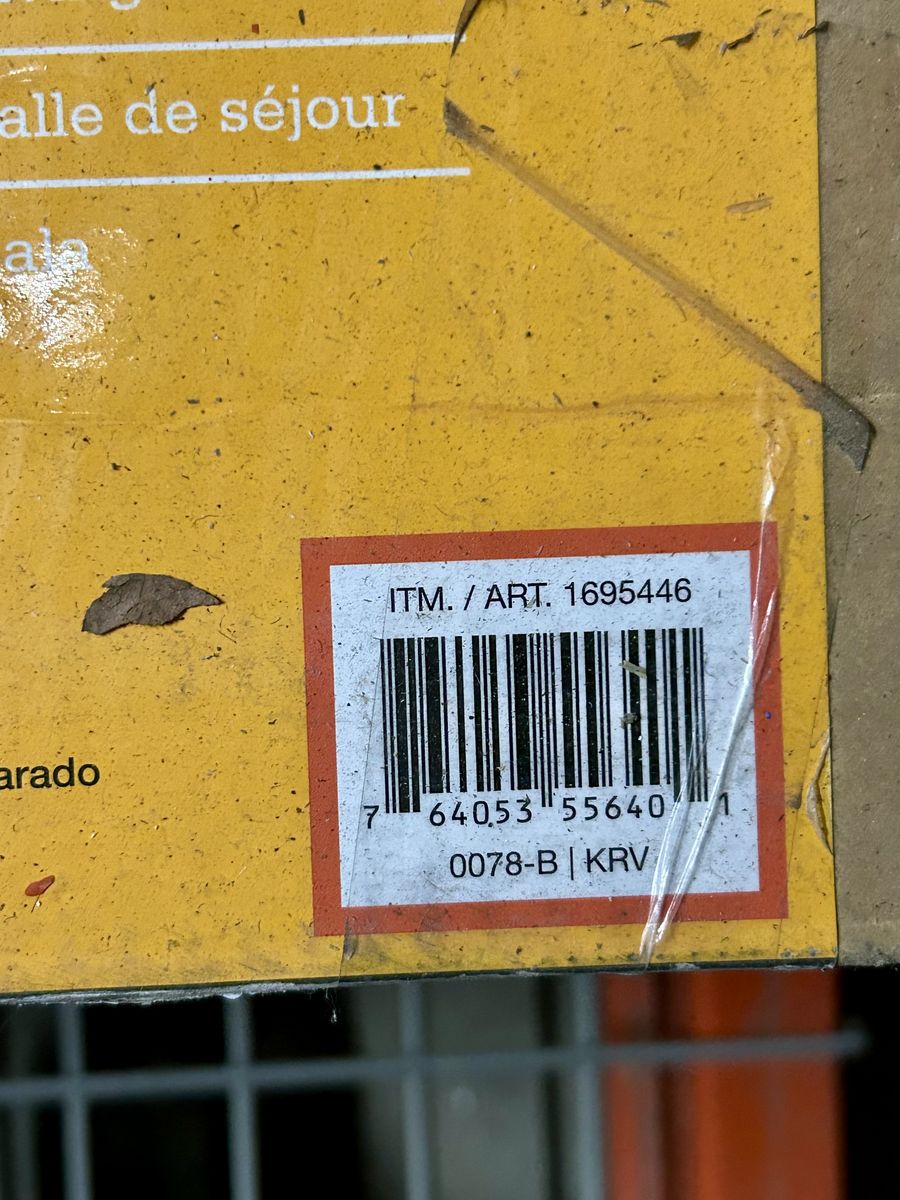 alle de séjour
ala
ITM. / ART. 1695446
7 64053 55640 1
0078-B | KRV
arado